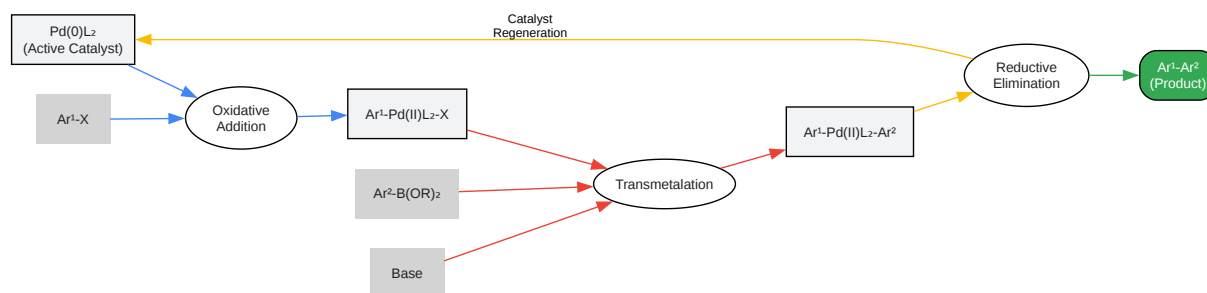 Pd(0)L₂
(Active Catalyst)
Catalyst
Regeneration
Ar¹-X
Oxidative
Addition
Ar¹-Pd(II)L₂-X
Ar²-B(OR)₂
Base
Transmetalation
Ar¹-Pd(II)L₂-Ar²
Reductive
Elimination
Ar¹-Ar²
(Product)